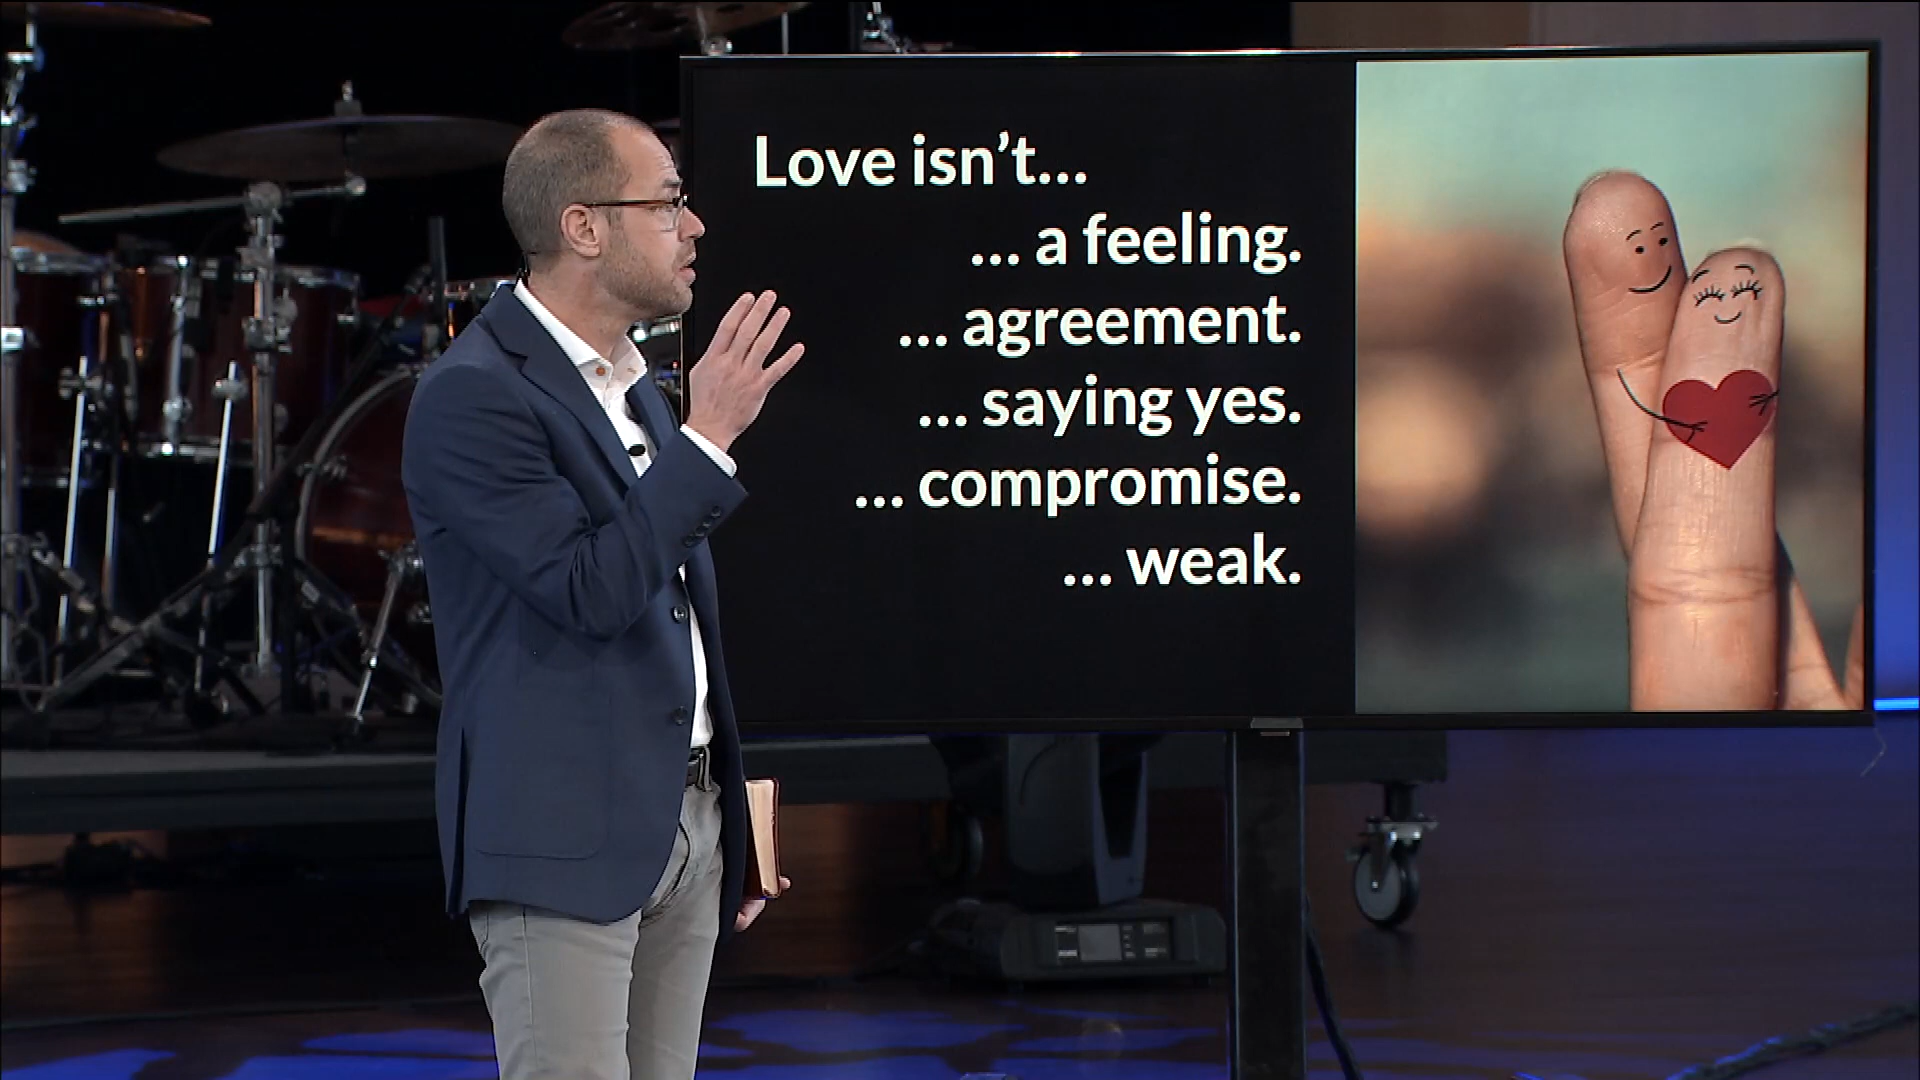 Love isn’t...
... a feeling.
... agreement.
... saying yes.
... compromise.
... weak.